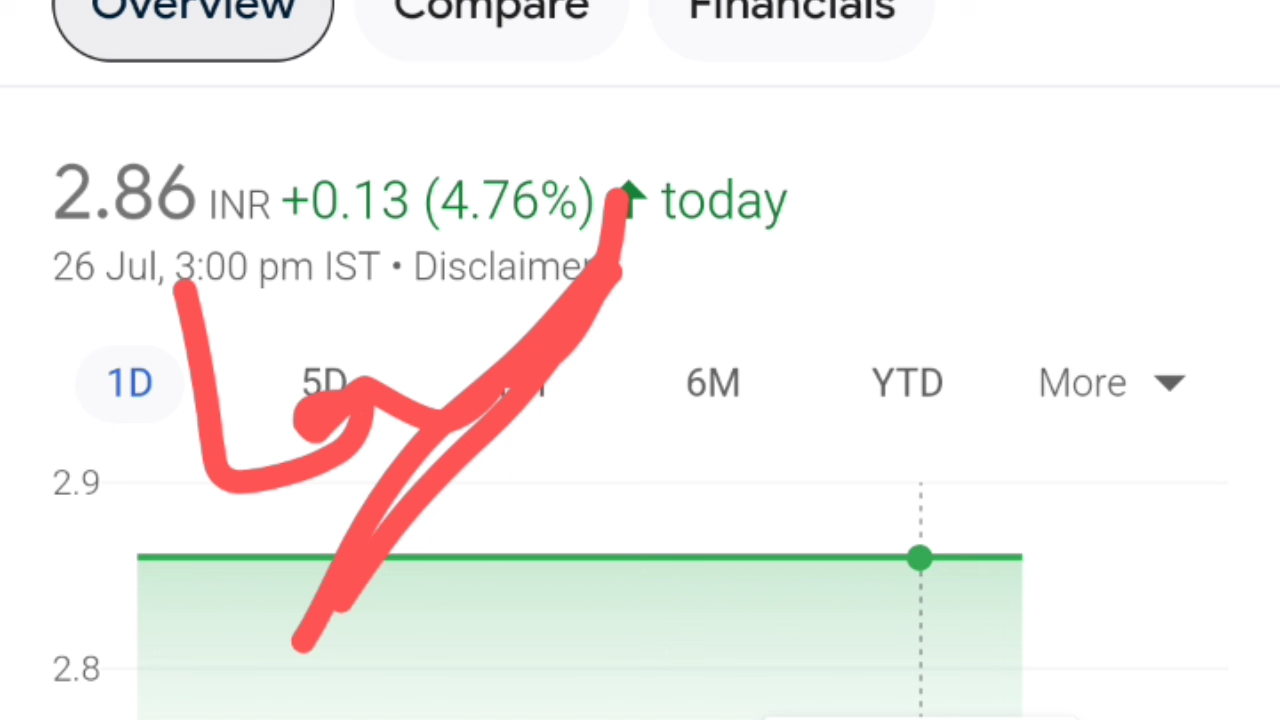 Overview Compare Financials
2.86 INR +0.13 (4.76%) ↑ today
26 Jul, 3:00 pm IST • Disclaimer
1D 5D 6M YTD More
2.9
2.8